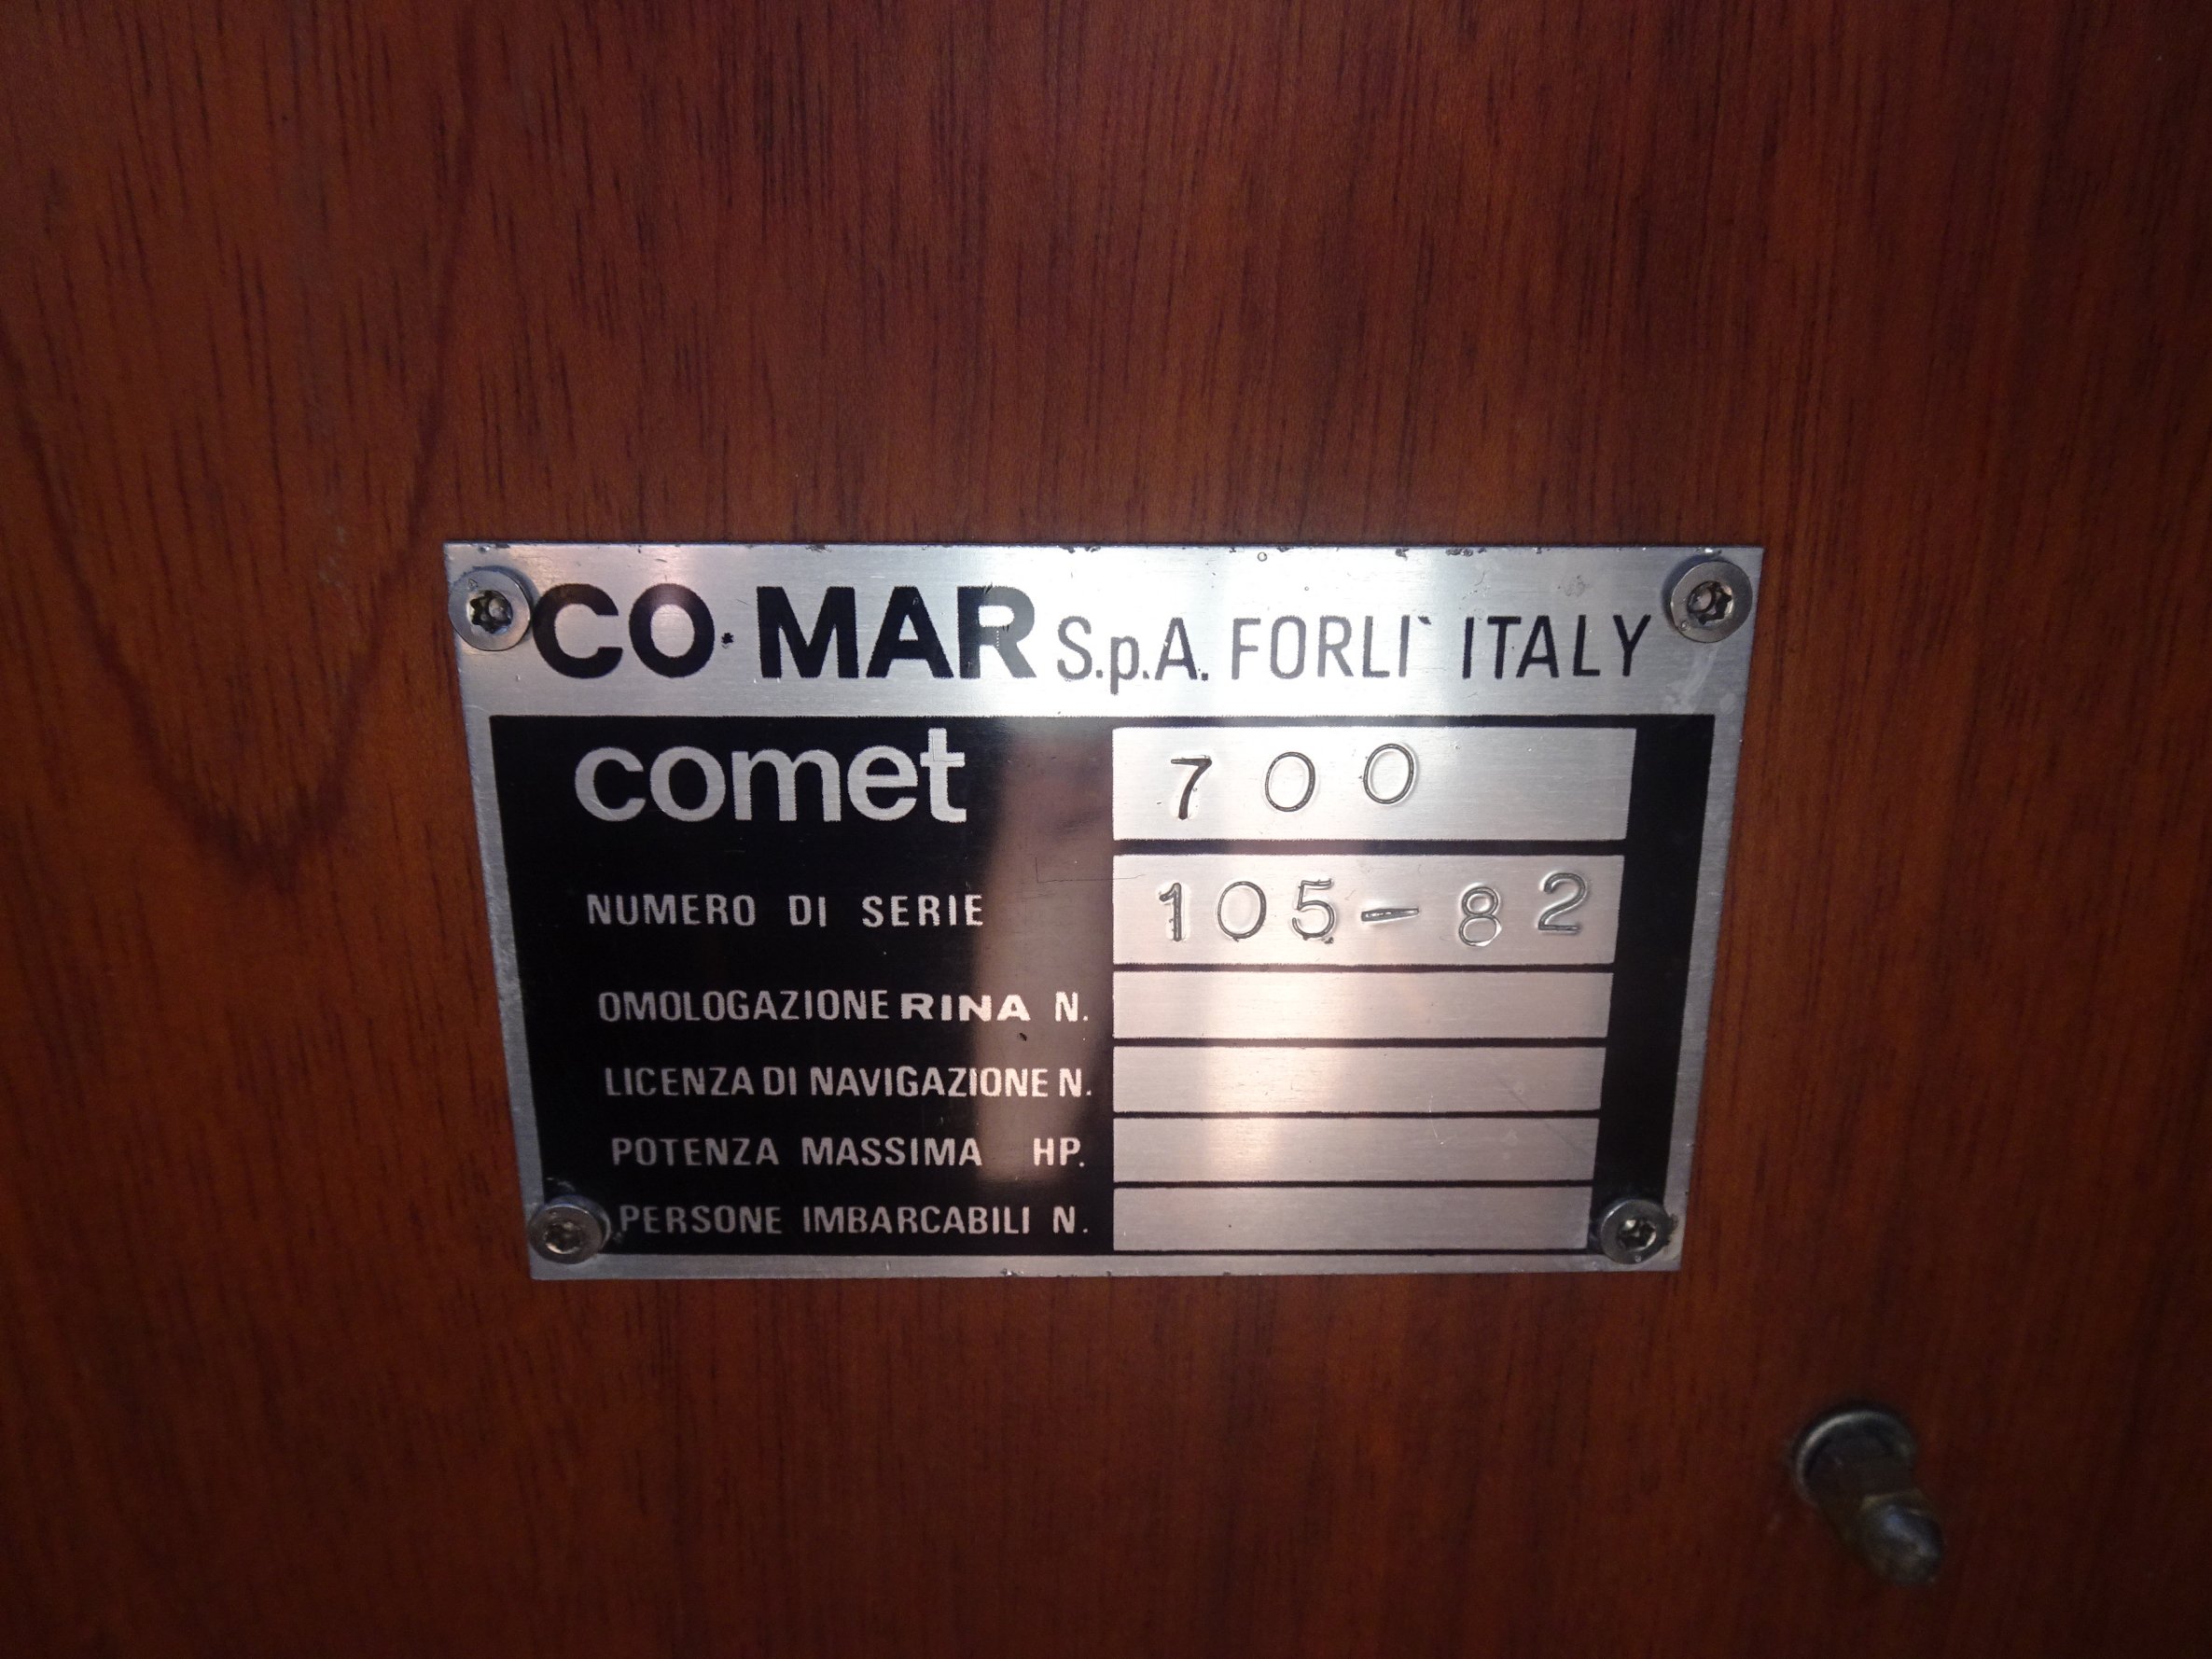 CO·MAR S.p.A. FORLI` ITALY
comet 700
NUMERO DI SERIE 105-82
OMOLOGAZIONE RINA N.
LICENZA DI NAVIGAZIONE N.
POTENZA MASSIMA HP.
PERSONE IMBARCABILI N.